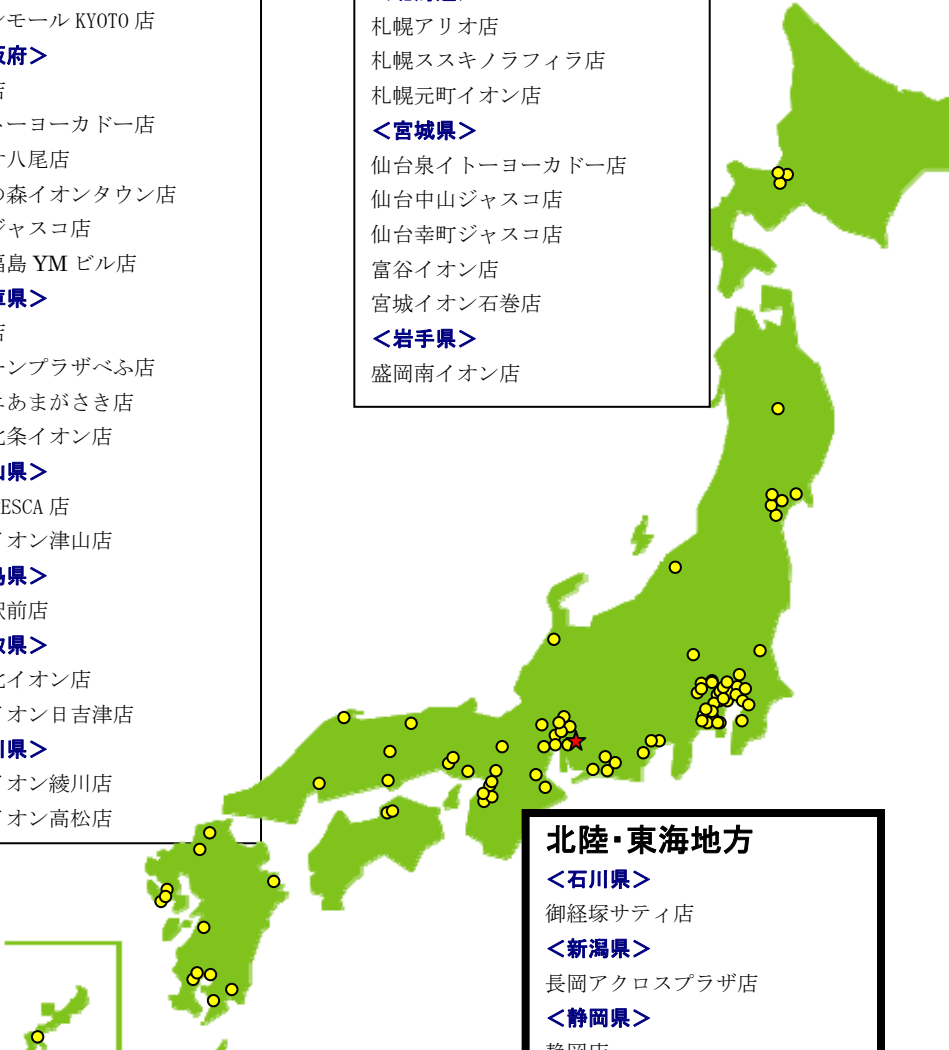 ンモール KYOTO 店
阪府＞
店
トーヨーカドー店
オ八尾店
の森イオンタウン店
ジャスコ店
福島 YM ビル店
庫県＞
店
ーンプラザべふ店
エあまがさき店
北条イオン店
山県＞
ESCA 店
イオン津山店
島県＞
駅前店
取県＞
北イオン店
イオン日吉津店
川県＞
イオン綾川店
イオン高松店
札幌アリオ店
札幌ススキノラフィラ店
札幌元町イオン店
＜宮城県＞
仙台泉イトーヨーカドー店
仙台中山ジャスコ店
仙台幸町ジャスコ店
富谷イオン店
宮城イオン石巻店
＜岩手県＞
盛岡南イオン店
北陸・東海地方
＜石川県＞
御経塚サティ店
＜新潟県＞
長岡アクロスプラザ店
＜静岡県＞
静岡店